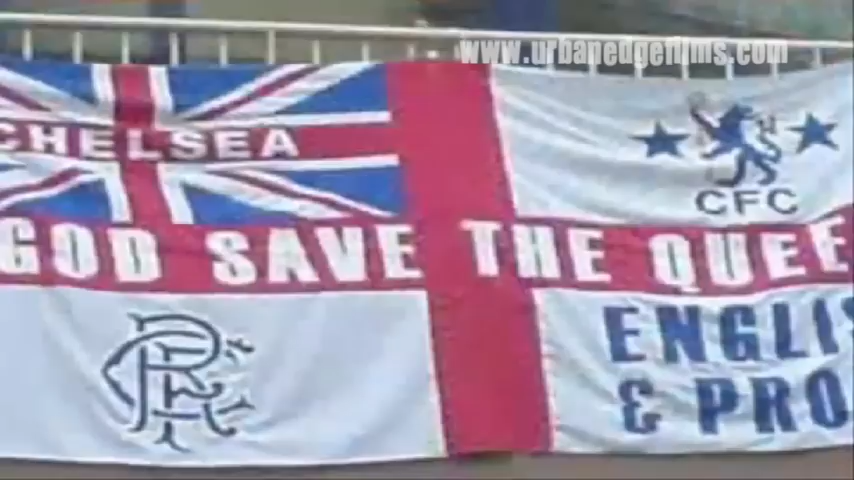 www.urbanedgefilms.com
CHELSEA
CFC
GOD SAVE THE QUEE
ENGLIS
& PRO